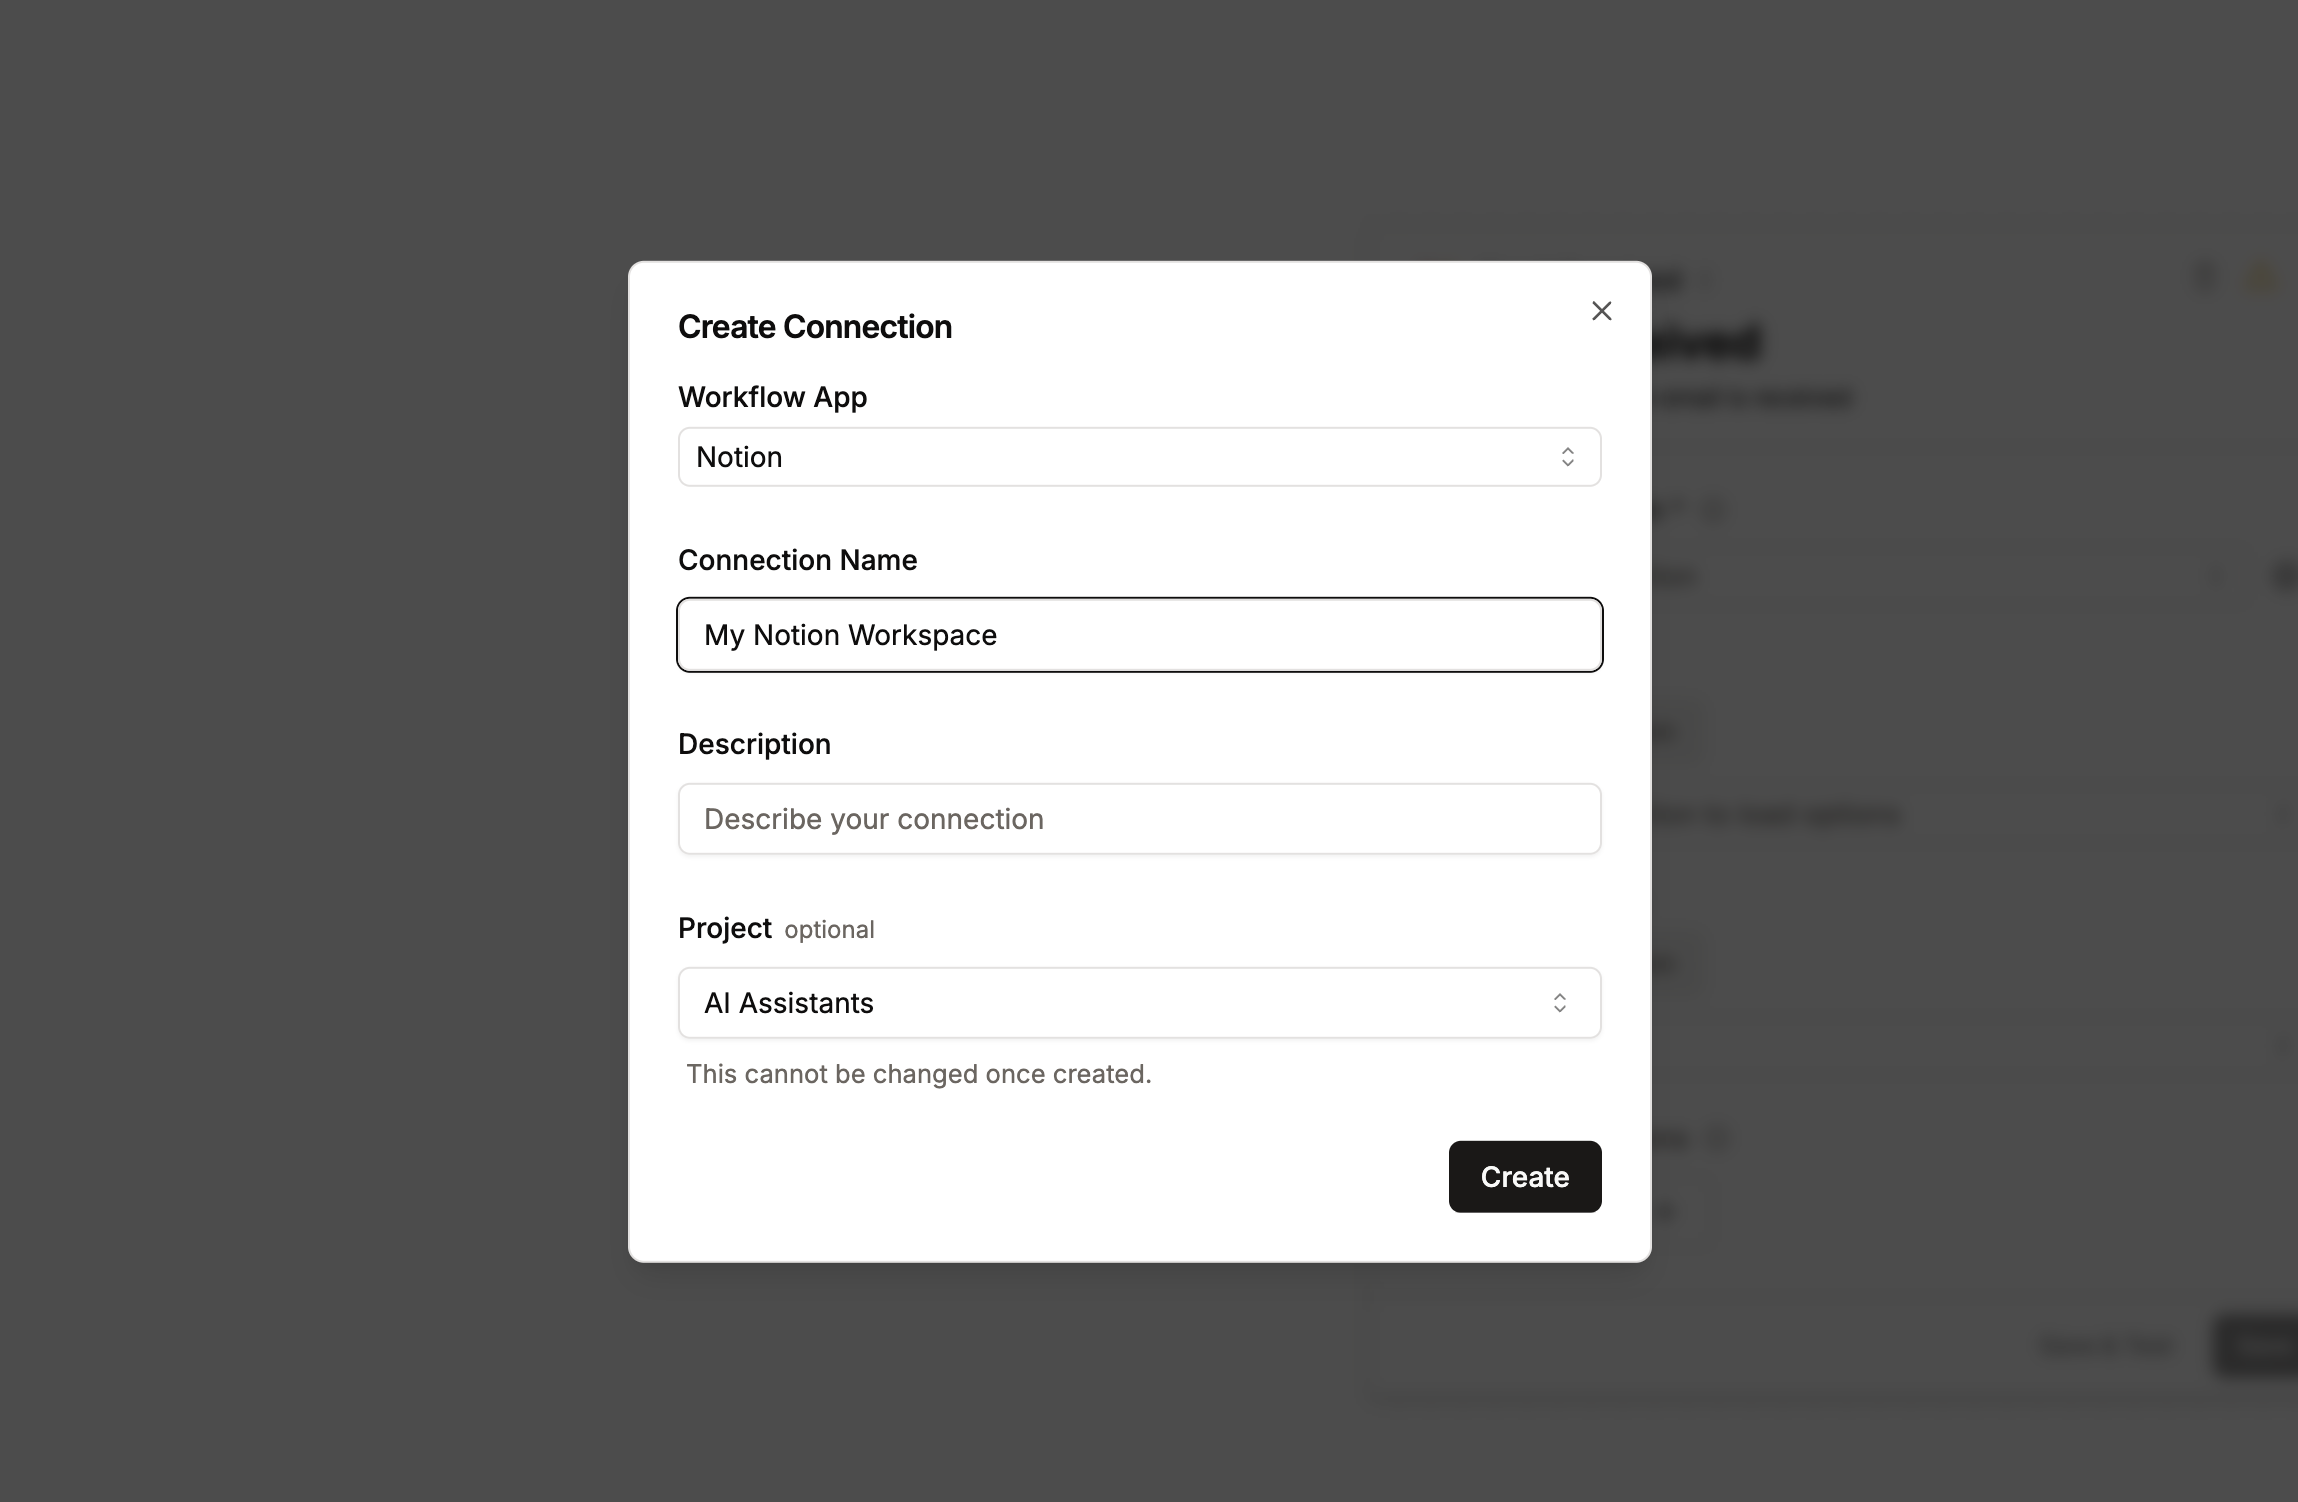 Create Connection
Workflow App
Notion
Connection Name
My Notion Workspace
Description
Describe your connection
Project optional
AI Assistants
This cannot be changed once created.
Create